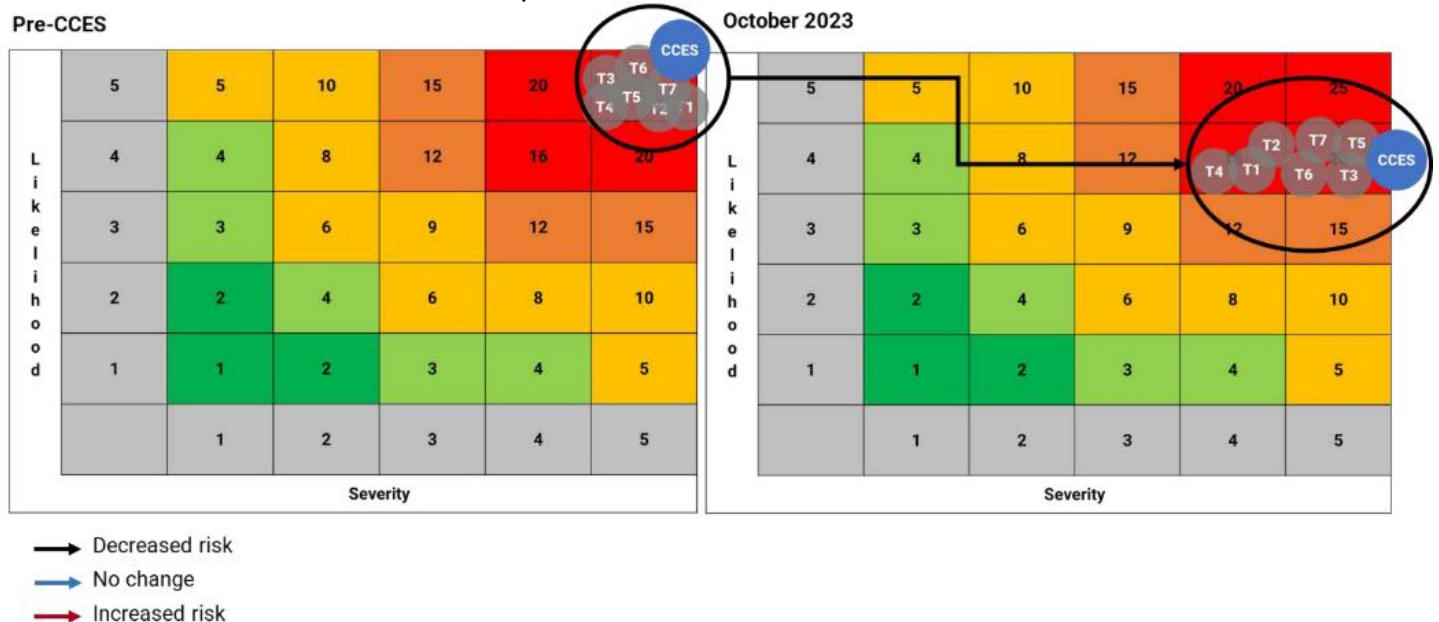 Pre-CCES
October 2023
CCES
T6
T3
T7
T5
T4
T2
T1
5 5 10 15 20
4 4 8 12 16 20
3 3 6 9 12 15
2 2 4 6 8 10
1 1 2 3 4 5
1 2 3 4 5
Likelihood
Severity
5 5 10 15 20 25
4 4 8 12
T2 T7 T5 CCES
T4 T1 T6 T3
3 3 6 9 12 15
2 2 4 6 8 10
1 1 2 3 4 5
1 2 3 4 5
Likelihood
Severity
Decreased risk
No change
Increased risk